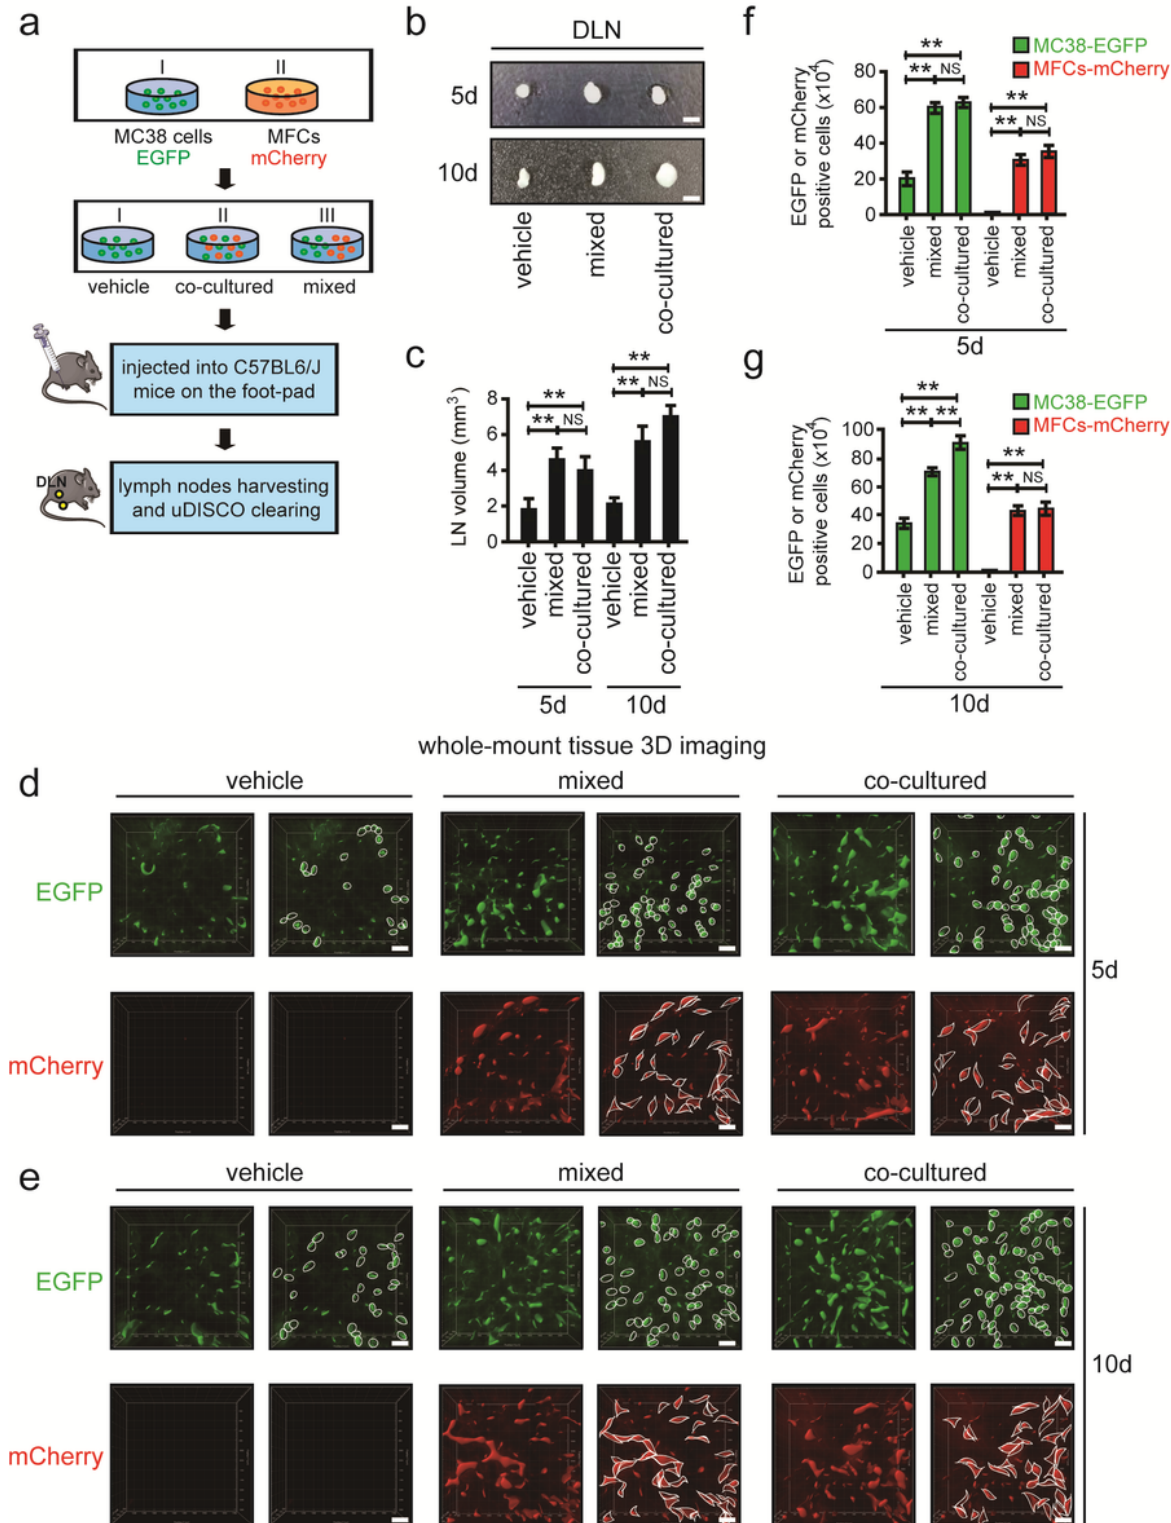 a
I
II
MC38 cells
EGFP
MFCs
mCherry
I
II
III
vehicle
co-cultured
mixed
injected into C57BL6/J
mice on the foot-pad
DLN
lymph nodes harvesting
and uDISCO clearing
b
DLN
5d
10d
vehicle
mixed
co-cultured
c
LN volume (mm³)
8
6
4
2
0
** 
** NS
**
** NS
vehicle
mixed
co-cultured
vehicle
mixed
co-cultured
5d
10d
f
MC38-EGFP
MFCs-mCherry
EGFP or mCherry
positive cells (x10⁴)
80
60
40
20
0
**
** NS
**
** NS
vehicle
mixed
co-cultured
vehicle
mixed
co-cultured
5d
g
MC38-EGFP
MFCs-mCherry
EGFP or mCherry
positive cells (x10⁴)
100
80
60
40
20
0
**
** **
**
** NS
vehicle
mixed
co-cultured
vehicle
mixed
co-cultured
10d
whole-mount tissue 3D imaging
d
vehicle
mixed
co-cultured
EGFP
mCherry
5d
e
vehicle
mixed
co-cultured
EGFP
mCherry
10d